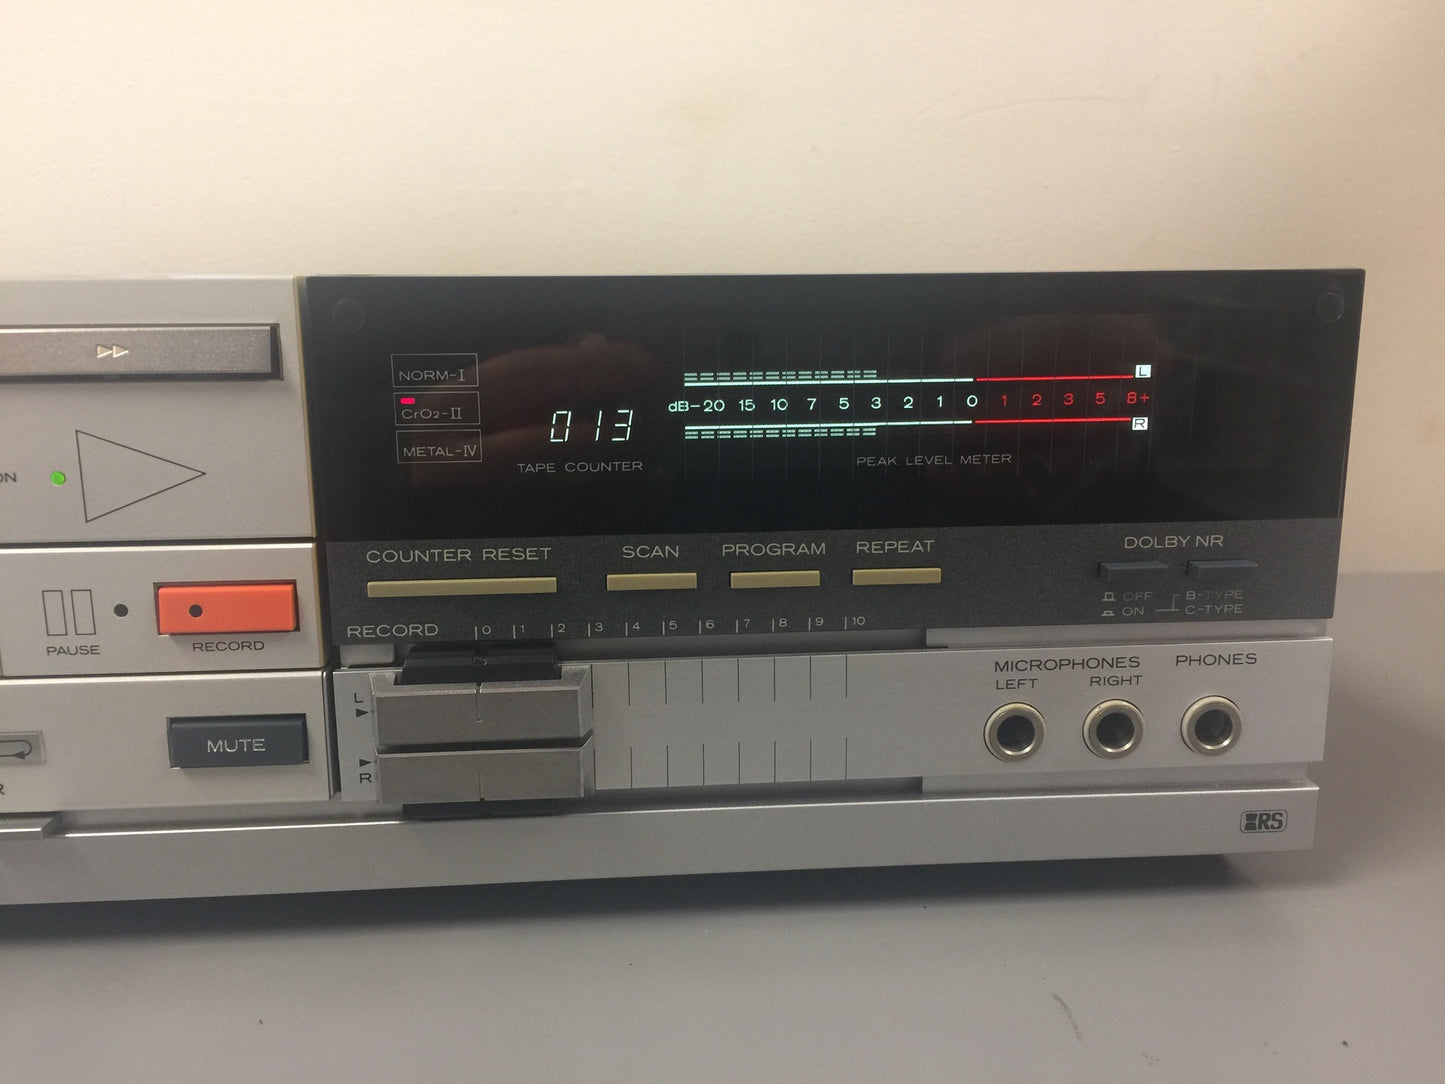 NORM-I
CrO2-II
METAL-IV
013
TAPE COUNTER
L
dB-20 15 10 7 5 3 2 1 0 1 2 3 5 8+
R
PEAK LEVEL METER
ON
COUNTER RESET SCAN PROGRAM REPEAT
DOLBY NR
OFF B-TYPE
ON C-TYPE
PAUSE
RECORD
RECORD 0 1 2 3 4 5 6 7 8 9 10
L
R
MUTE
R
MICROPHONES PHONES
LEFT RIGHT
RS